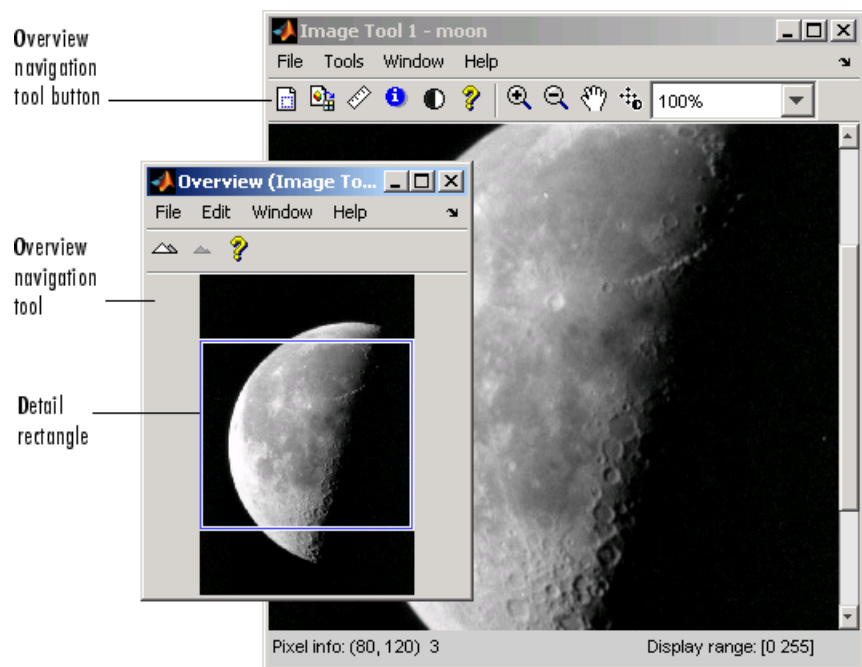 Overview
navigation
tool button
Image Tool 1 - moon
File Tools Window Help
100%
Overview (Image To...
File Edit Window Help
Overview
navigation
tool
Detail
rectangle
Pixel info: (80, 120) 3
Display range: [0 255]